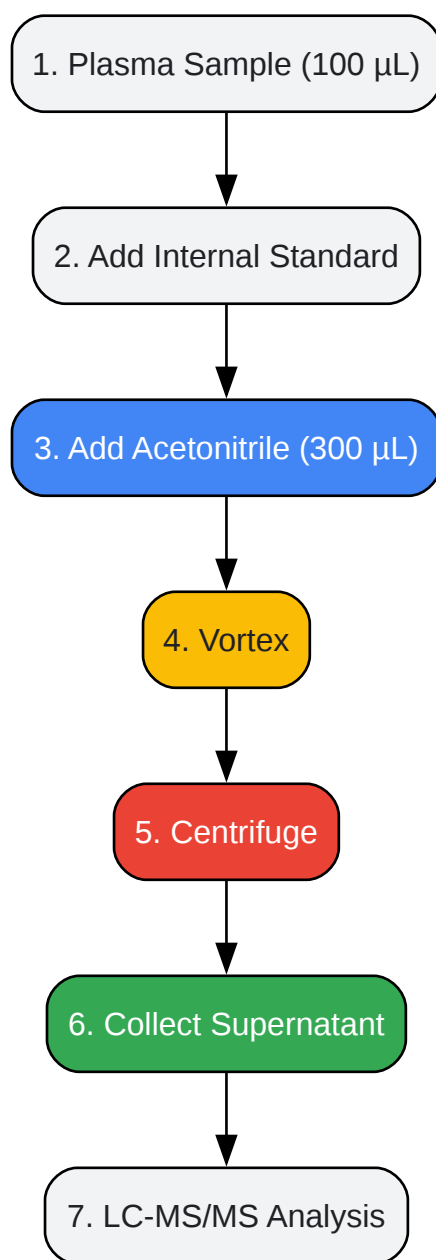 1. Plasma Sample (100 µL)
2. Add Internal Standard
3. Add Acetonitrile (300 µL)
4. Vortex
5. Centrifuge
6. Collect Supernatant
7. LC-MS/MS Analysis